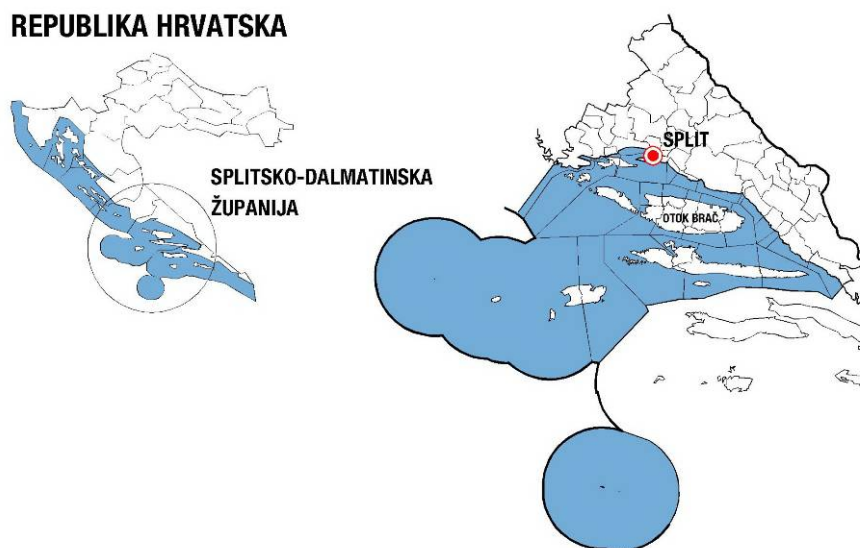 REPUBLIKA HRVATSKA
SPLITSKO-DALMATINSKA
ŽUPANIJA
SPLIT
OTOK BRAČ